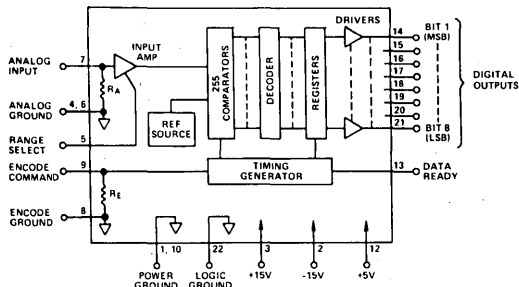 DRIVERS
14
BIT 1
(MSB)
15
16
17
18
19
20
21
BIT 8
(LSB)
DIGITAL
OUTPUTS
INPUT
AMP
ANALOG
INPUT
7
RA
ANALOG
GROUND
4, 6
RANGE
SELECT
5
ENCODE
COMMAND
9
RE
ENCODE
GROUND
8
REF
SOURCE
255
COMPARATORS
DECODER
REGISTERS
TIMING
GENERATOR
13
DATA
READY
1, 10
22
3
2
12
POWER
GROUND
LOGIC
GROUND
+15V
-15V
+5V